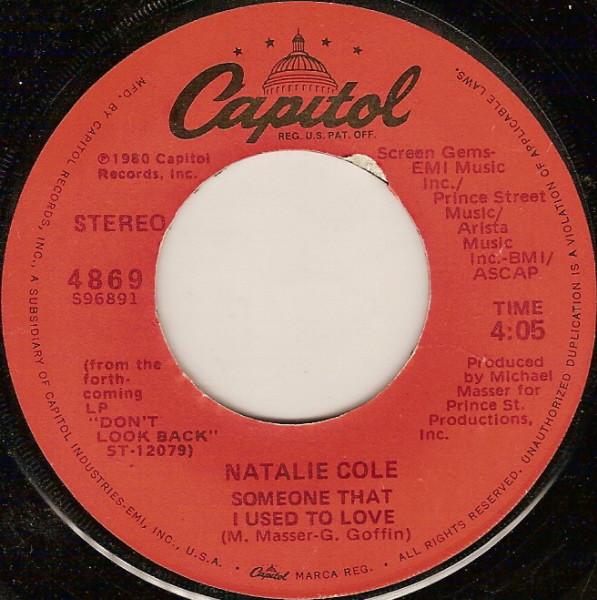 Capitol
REG. U.S. PAT. OFF.
℗1980 Capitol
Records, Inc.
STEREO
4869
S96891
(from the
forth-
coming
LP
"DON'T
LOOK BACK"
ST-12079)
Screen Gems-
EMI Music
Inc./
Prince Street
Music/
Arista
Music
Inc.-BMI/
ASCAP
TIME
4:05
Produced
by Michael
Masser for
Prince St.
Productions,
Inc.
NATALIE COLE
SOMEONE THAT
I USED TO LOVE
(M. Masser-G. Goffin)
MFD. BY CAPITOL RECORDS, INC., A SUBSIDIARY OF CAPITOL INDUSTRIES-EMI, INC., U.S.A. • Capitol MARCA REG. • ALL RIGHTS RESERVED. UNAUTHORIZED DUPLICATION IS A VIOLATION OF APPLICABLE LAWS.